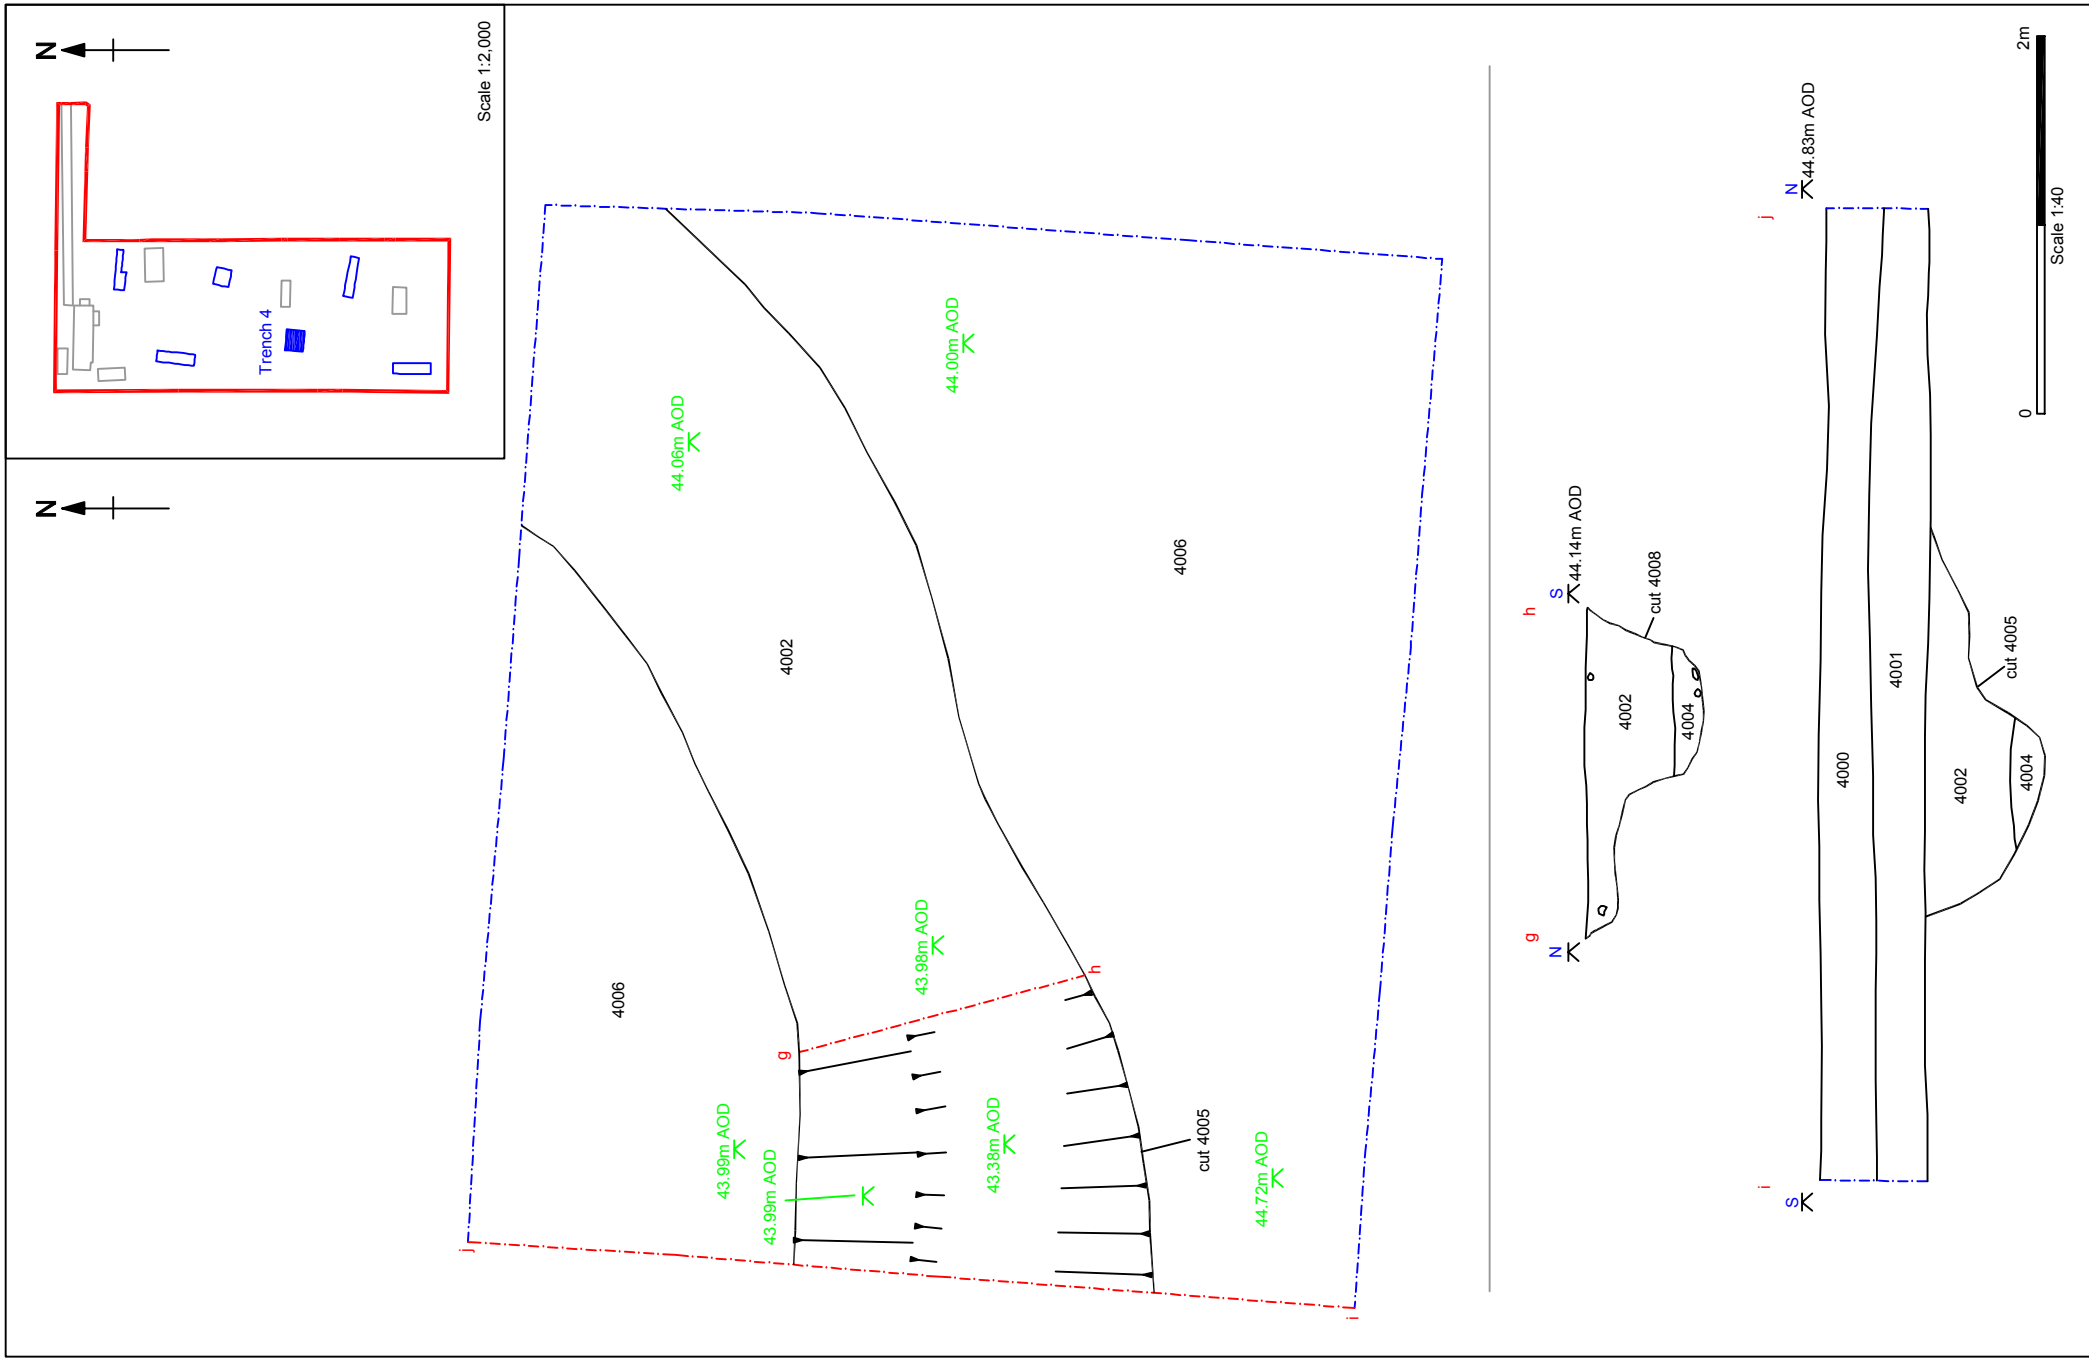 N
Trench 4
Scale 1:2,000
N
44.06m AOD
44.00m AOD
4006
4002
4006
43.98m AOD
g
h
43.99m AOD
43.99m AOD
43.38m AOD
44.72m AOD
cut 4005
j
i
g
h
N
S
44.14m AOD
4002
4004
cut 4008
i
j
S
N
44.83m AOD
4000
4001
4002
4004
cut 4005
0
2m
Scale 1:40